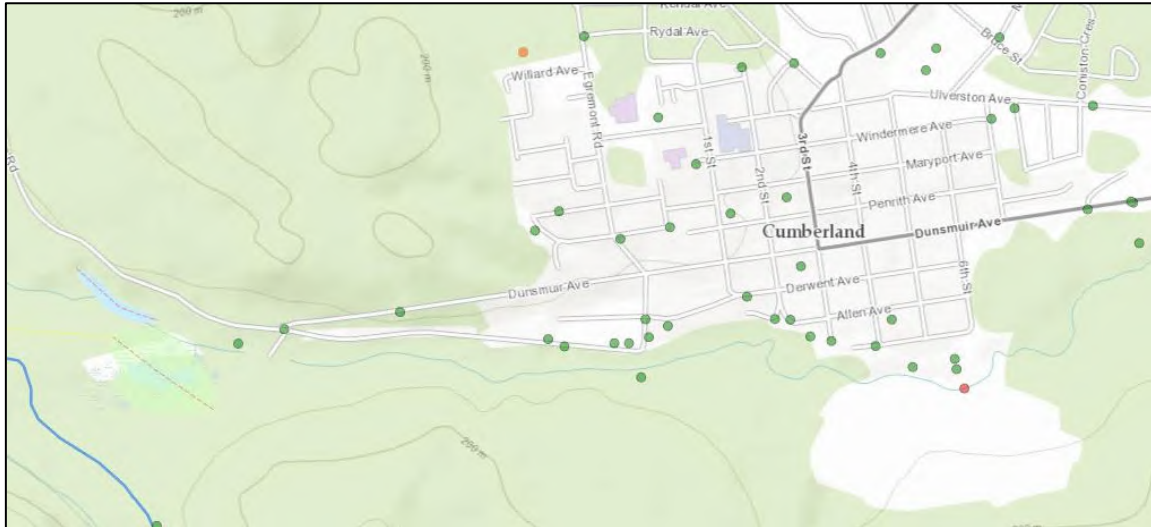 200 m
Kendal Ave
Rydal Ave
Bruce St
Coniston Cres
200 m
Willard Ave
Egremont Rd
Ulverston Ave
Windermere Ave
1st St
3rd St
Maryport Ave
2nd St
4th St
Penrith Ave
Rd
Cumberland
Dunsmuir Ave
6th St
Derwent Ave
Dunsmuir Ave
Allen Ave
200 m